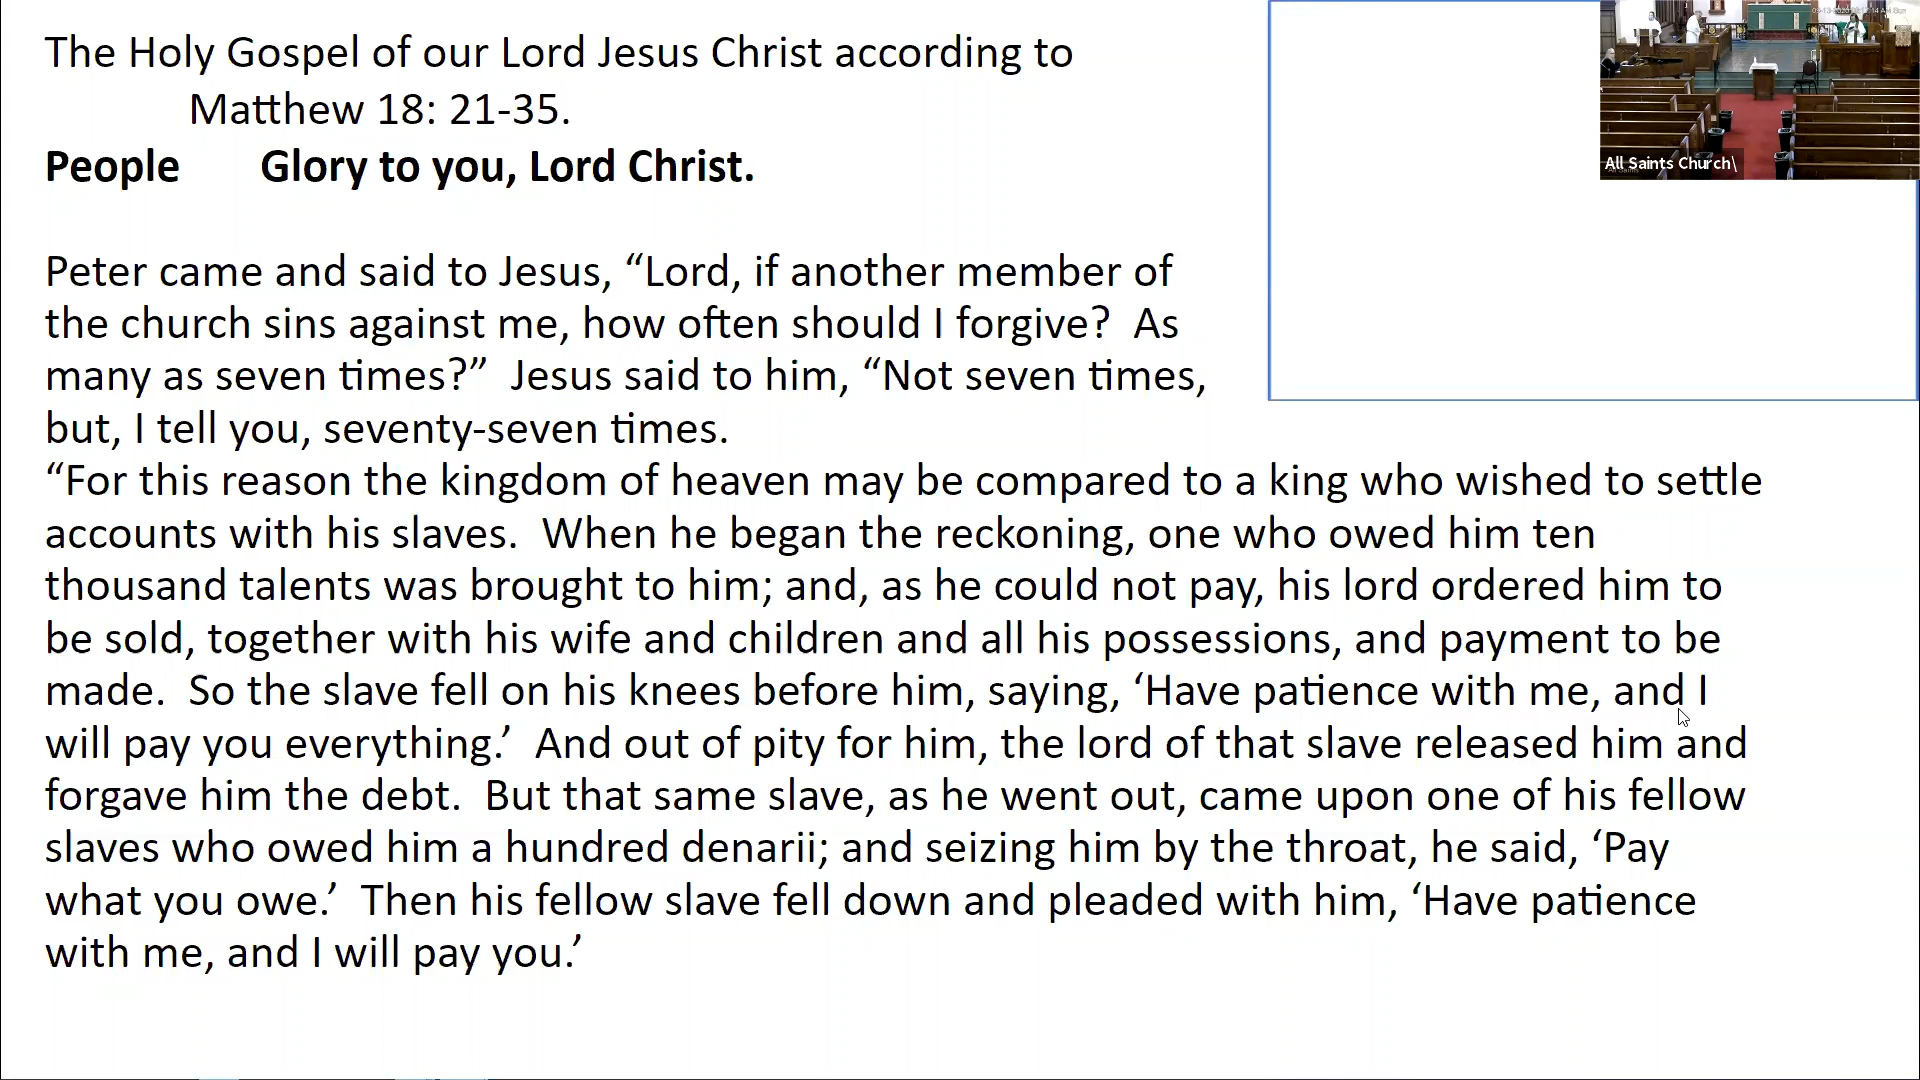 The Holy Gospel of our Lord Jesus Christ according to
Matthew 18: 21-35.
People Glory to you, Lord Christ.
Peter came and said to Jesus, “Lord, if another member of
the church sins against me, how often should I forgive? As
many as seven times?” Jesus said to him, “Not seven times,
but, I tell you, seventy-seven times.
“For this reason the kingdom of heaven may be compared to a king who wished to settle
accounts with his slaves. When he began the reckoning, one who owed him ten
thousand talents was brought to him; and, as he could not pay, his lord ordered him to
be sold, together with his wife and children and all his possessions, and payment to be
made. So the slave fell on his knees before him, saying, ‘Have patience with me, and I
will pay you everything.’ And out of pity for him, the lord of that slave released him and
forgave him the debt. But that same slave, as he went out, came upon one of his fellow
slaves who owed him a hundred denarii; and seizing him by the throat, he said, ‘Pay
what you owe.’ Then his fellow slave fell down and pleaded with him, ‘Have patience
with me, and I will pay you.’
All Saints Church\
All Saints